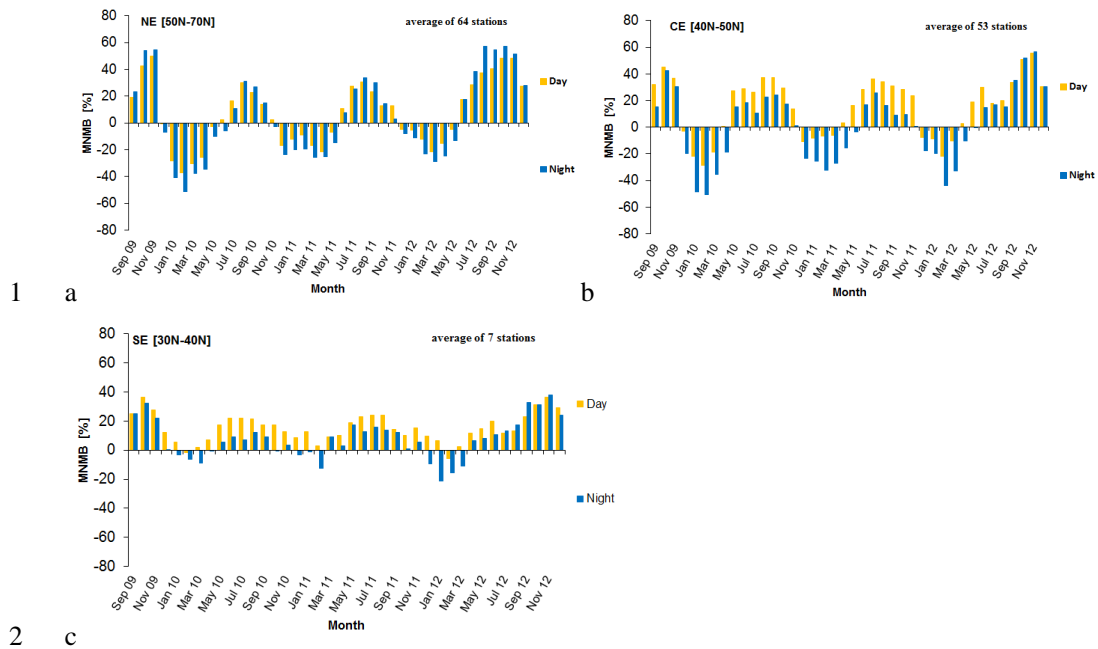 NE [50N-70N]
average of 64 stations
80
60
40
20
0
-20
-40
-60
-80
MNMB [%]
Day
Night
Sep 09
Nov 09
Jan 10
Mar 10
May 10
Jul 10
Sep 10
Nov 10
Jan 11
Mar 11
May 11
Jul 11
Sep 11
Nov 11
Jan 12
Mar 12
May 12
Jul 12
Sep 12
Nov 12
Month
1 a
CE [40N-50N]
average of 53 stations
80
60
40
20
0
-20
-40
-60
-80
MNMB [%]
Day
Night
Sep 09
Nov 09
Jan 10
Mar 10
May 10
Jul 10
Sep 10
Nov 10
Jan 11
Mar 11
May 11
Jul 11
Sep 11
Nov 11
Jan 12
Mar 12
May 12
Jul 12
Sep 12
Nov 12
Month
b
SE [30N-40N]
average of 7 stations
80
60
40
20
0
-20
-40
-60
-80
MNMB [%]
Day
Night
Sep 09
Nov 09
Jan 10
Mar 10
May 10
Jul 10
Sep 10
Nov 10
Jan 11
Mar 11
May 11
Jul 11
Sep 11
Nov 11
Jan 12
Mar 12
May 12
Jul 12
Sep 12
Nov 12
Month
2 c